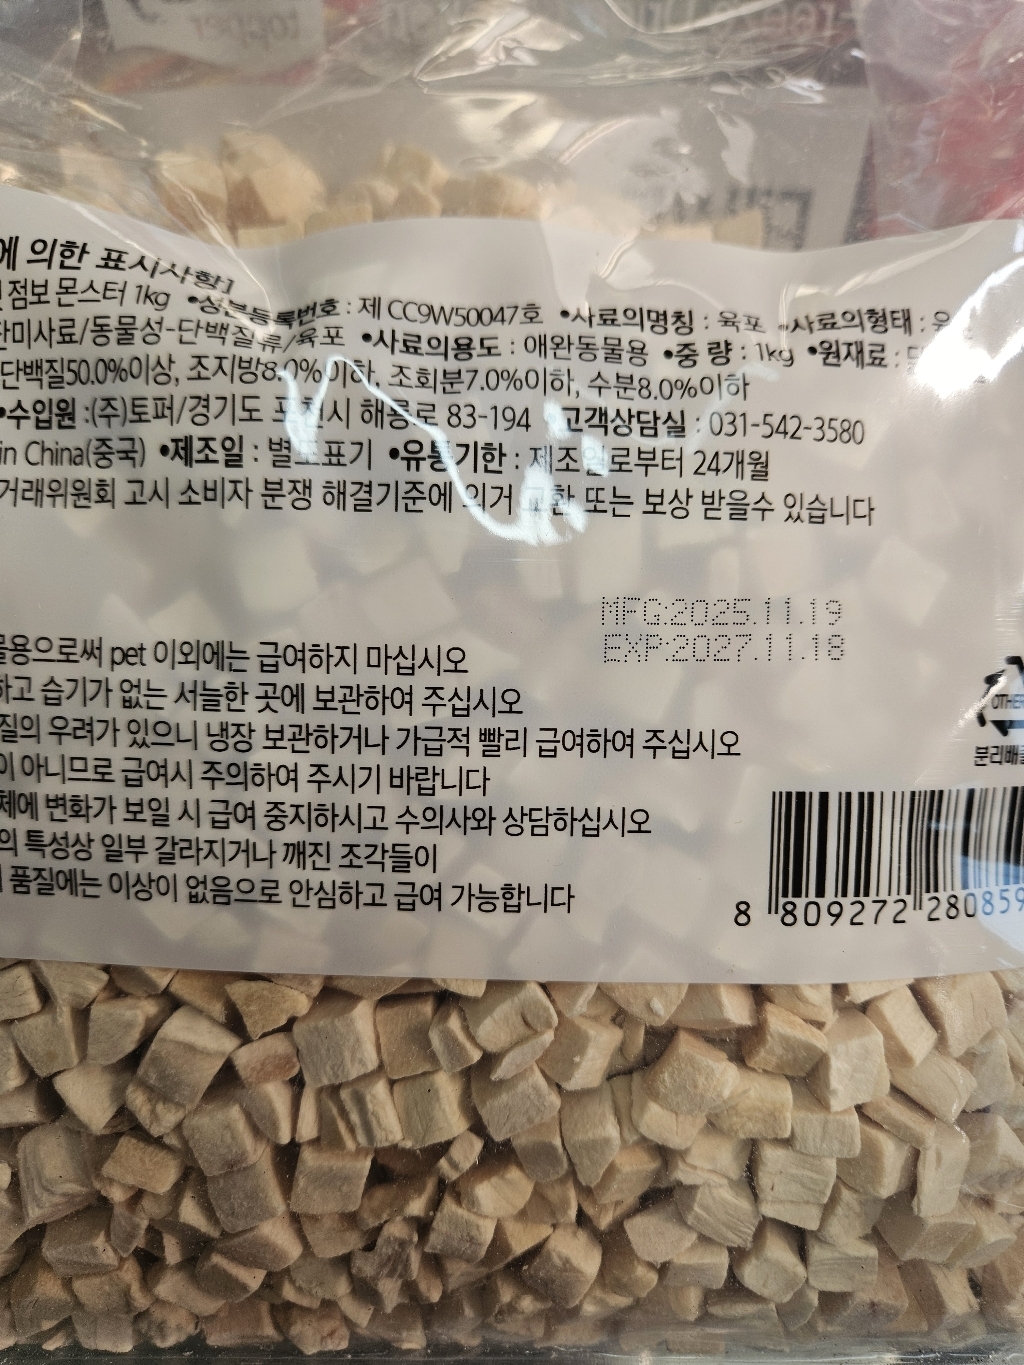 에 의한 표시사항]
점보 몬스터 1kg •성분등록번호 : 제 CC9W50047호 •사료의명칭 : 육포 •사료의형태 :
단미사료/동물성-단백질류/육포 •사료의용도 : 애완동물용 •중 량 : 1kg •원재료 :
단백질50.0%이상, 조지방8.0%이하, 조회분7.0%이하, 수분8.0%이하
•수입원 :(주)토퍼/경기도 포천시 해룡로 83-194 고객상담실 : 031-542-3580
in China(중국) •제조일 : 별도표기 •유통기한 : 제조일로부터 24개월
거래위원회 고시 소비자 분쟁 해결기준에 의거 교환 또는 보상 받을수 있습니다
MFG:2025.11.19
EXP:2027.11.18
물용으로써 pet 이외에는 급여하지 마십시오
하고 습기가 없는 서늘한 곳에 보관하여 주십시오
질의 우려가 있으니 냉장 보관하거나 가급적 빨리 급여하여 주십시오
이 아니므로 급여시 주의하여 주시기 바랍니다
체에 변화가 보일 시 급여 중지하시고 수의사와 상담하십시오
의 특성상 일부 갈라지거나 깨진 조각들이
품질에는 이상이 없음으로 안심하고 급여 가능합니다
OTHER
분리배출
8 809272 280859